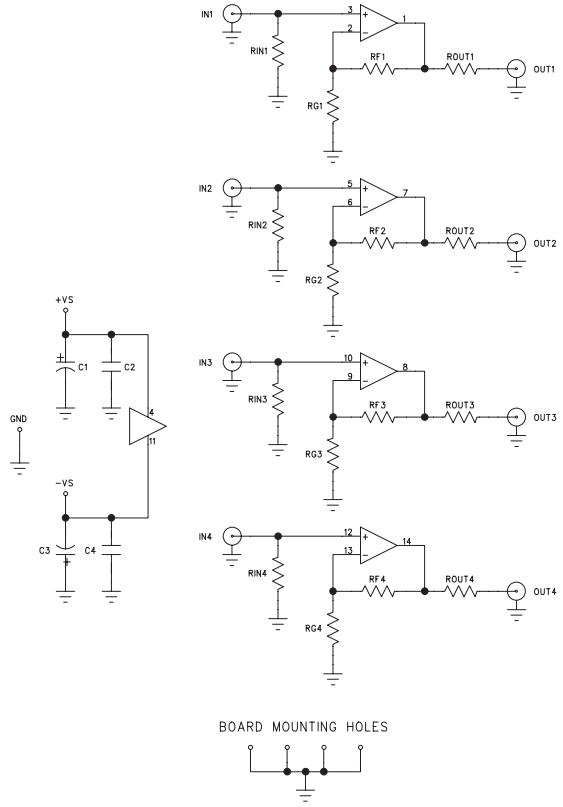 IN1
3
+
1
2
−
RIN1
RF1
ROUT1
OUT1
RG1
IN2
5
+
7
6
−
RIN2
RF2
ROUT2
OUT2
RG2
+VS
+
C1
C2
IN3
10
+
8
9
−
RIN3
RF3
ROUT3
OUT3
RG3
4
11
GND
−VS
C3
+
C4
IN4
12
+
14
13
−
RIN4
RF4
ROUT4
OUT4
RG4
BOARD MOUNTING HOLES